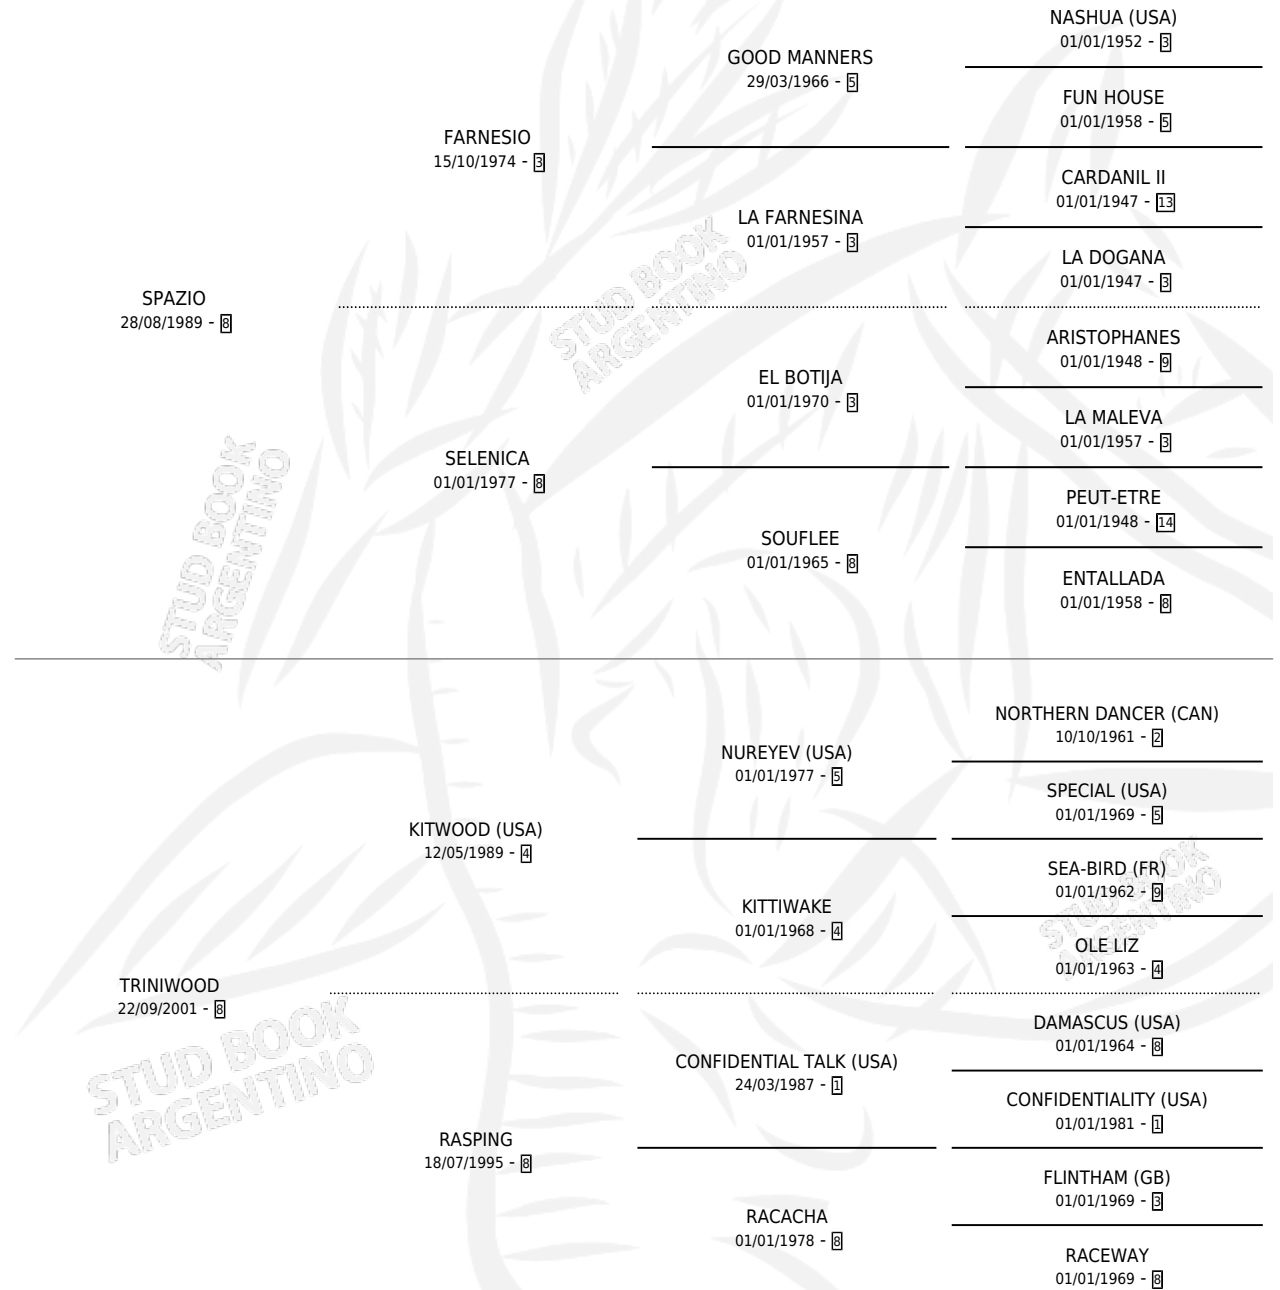 NASHUA (USA)
01/01/1952 - 3
GOOD MANNERS
29/03/1966 - 5
FUN HOUSE
01/01/1958 - 5
FARNESIO
15/10/1974 - 3
CARDANIL II
01/01/1947 - 13
LA FARNESINA
01/01/1957 - 3
LA DOGANA
01/01/1947 - 3
SPAZIO
28/08/1989 - 8
STUD BOOK
ARGENTINO
ARISTOPHANES
01/01/1948 - 9
EL BOTIJA
01/01/1970 - 3
LA MALEVA
01/01/1957 - 3
SELENICA
01/01/1977 - 8
PEUT-ETRE
01/01/1948 - 14
SOUFLEE
01/01/1965 - 8
ENTALLADA
01/01/1958 - 8
STUD BOOK
ARGENTINO
NORTHERN DANCER (CAN)
10/10/1961 - 2
NUREYEV (USA)
01/01/1977 - 5
SPECIAL (USA)
01/01/1969 - 5
KITWOOD (USA)
12/05/1989 - 4
SEA-BIRD (FR)
01/01/1962 - 9
KITTIWAKE
01/01/1968 - 4
STUD BOOK
ARGENTINO
OLE LIZ
01/01/1963 - 4
TRINIWOOD
22/09/2001 - 8
DAMASCUS (USA)
01/01/1964 - 8
CONFIDENTIAL TALK (USA)
24/03/1987 - 1
STUD BOOK
ARGENTINO
CONFIDENTIALITY (USA)
01/01/1981 - 1
RASPING
18/07/1995 - 8
FLINTHAM (GB)
01/01/1969 - 3
RACACHA
01/01/1978 - 8
RACEWAY
01/01/1969 - 8